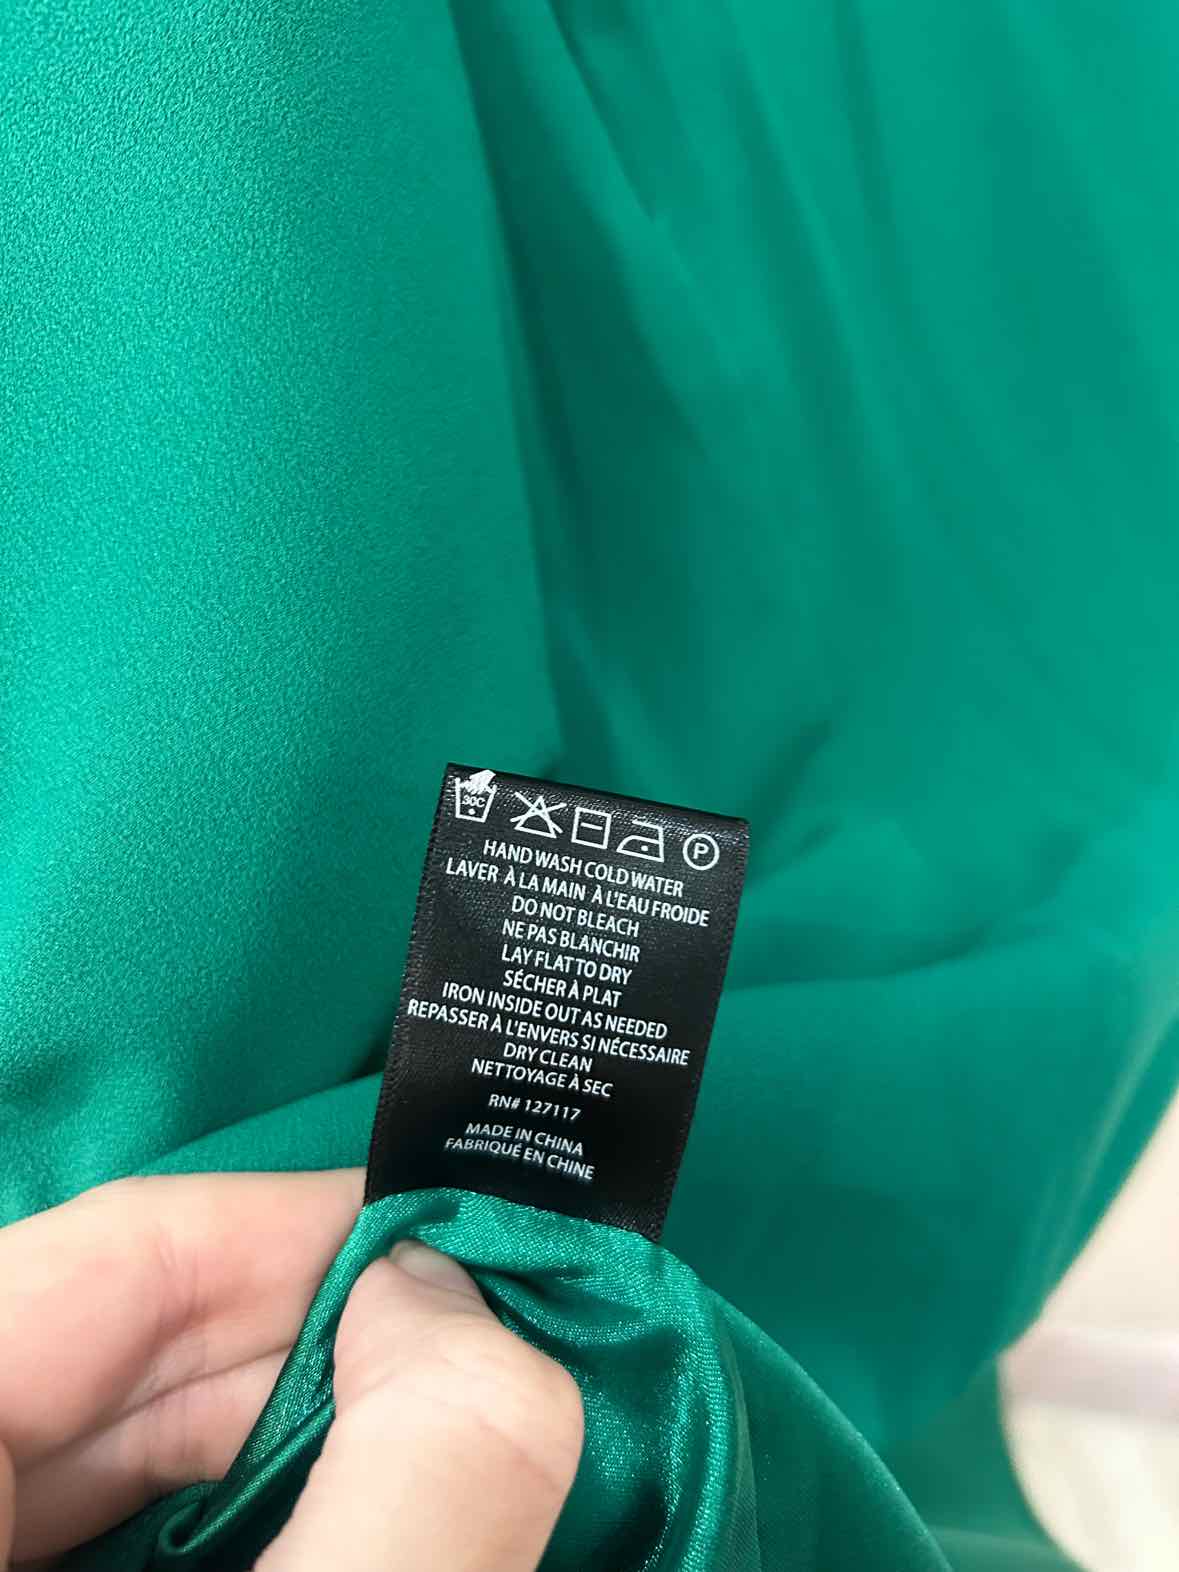 30C
P
HAND WASH COLD WATER
LAVER À LA MAIN À L'EAU FROIDE
DO NOT BLEACH
NE PAS BLANCHIR
LAY FLAT TO DRY
SÉCHER À PLAT
IRON INSIDE OUT AS NEEDED
REPASSER À L'ENVERS SI NÉCESSAIRE
DRY CLEAN
NETTOYAGE À SEC
RN# 127117
MADE IN CHINA
FABRIQUÉ EN CHINE